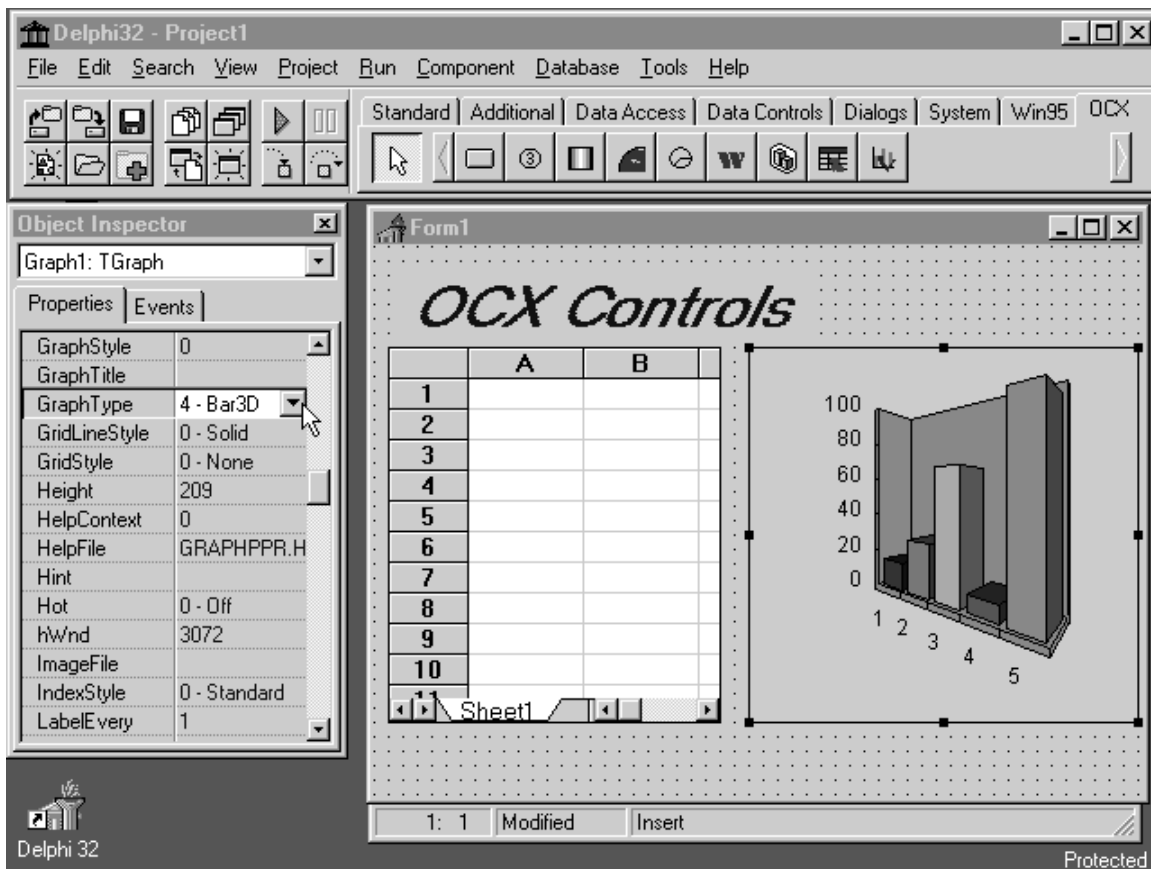 Delphi32 - Project1
File Edit Search View Project Run Component Database Tools Help
Standard Additional Data Access Data Controls Dialogs System Win95 OCX
3
W
Object Inspector
Graph1: TGraph
Properties Events
GraphStyle 0
GraphTitle
GraphType 4 - Bar3D
GridLineStyle 0 - Solid
GridStyle 0 - None
Height 209
HelpContext 0
HelpFile GRAPHPPR.H
Hint
Hot 0 - Off
hWnd 3072
ImageFile
IndexStyle 0 - Standard
LabelEvery 1
Form1
OCX Controls
A B
1
2
3
4
5
6
7
8
9
10
11
Sheet1
100
80
60
40
20
0
1 2 3 4 5
1: 1 Modified Insert
Delphi 32
Protected